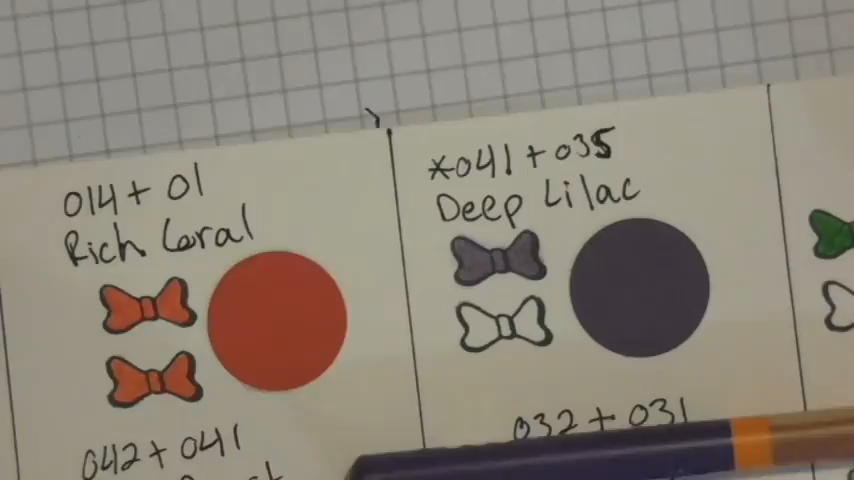 014 + 01
Rich Coral
*041 + 035
Deep Lilac
042 + 041
032 + 031